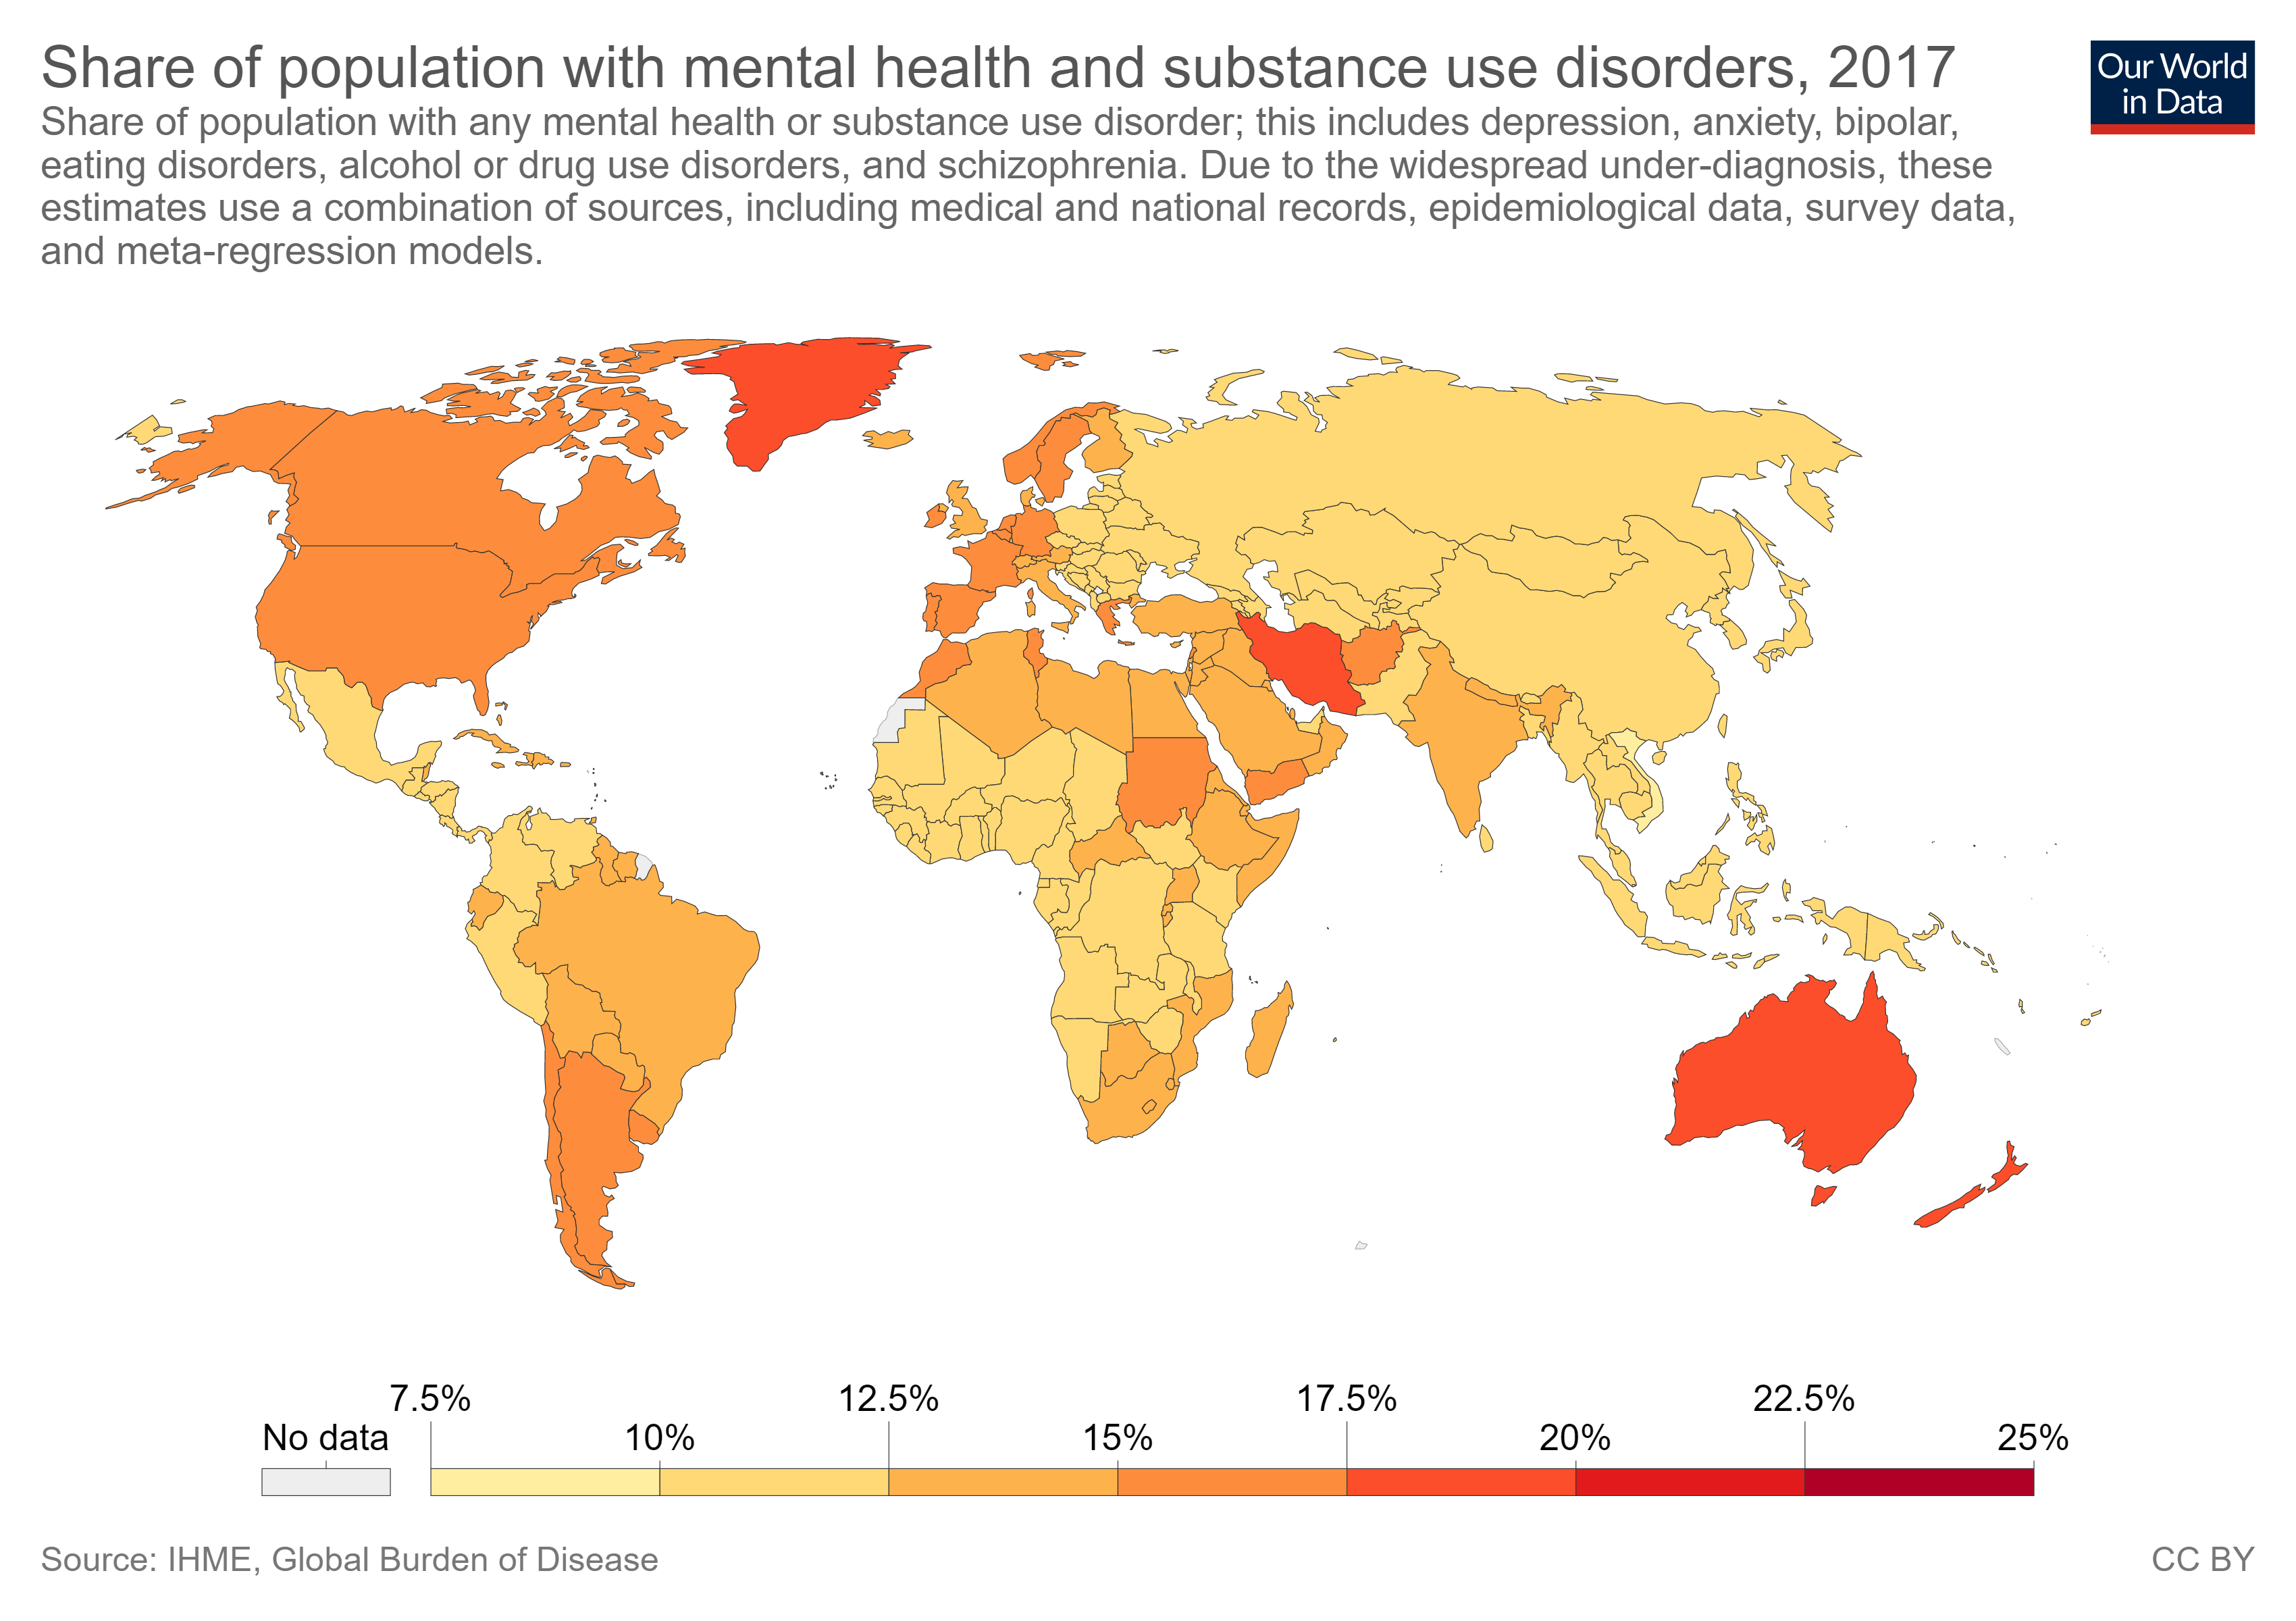 Share of population with mental health and substance use disorders, 2017
Our World
in Data
Share of population with any mental health or substance use disorder; this includes depression, anxiety, bipolar,
eating disorders, alcohol or drug use disorders, and schizophrenia. Due to the widespread under-diagnosis, these
estimates use a combination of sources, including medical and national records, epidemiological data, survey data,
and meta-regression models.
7.5% 12.5% 17.5% 22.5%
No data 10% 15% 20% 25%
Source: IHME, Global Burden of Disease CC BY